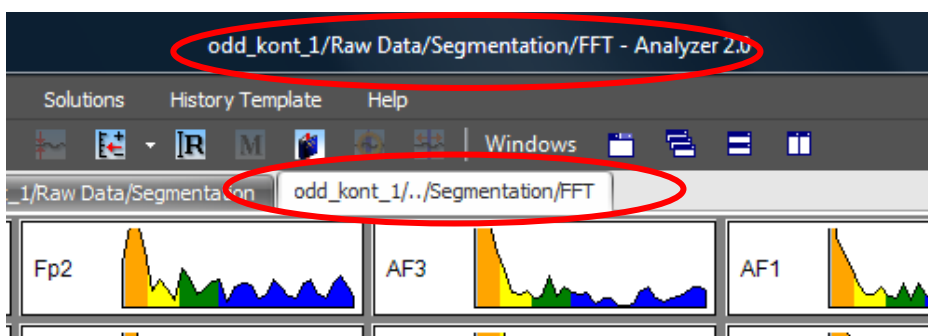 odd_kont_1/Raw Data/Segmentation/FFT - Analyzer 2.0
Solutions History Template Help
R M Windows
_1/Raw Data/Segmentation odd_kont_1/../Segmentation/FFT
Fp2 AF3 AF1